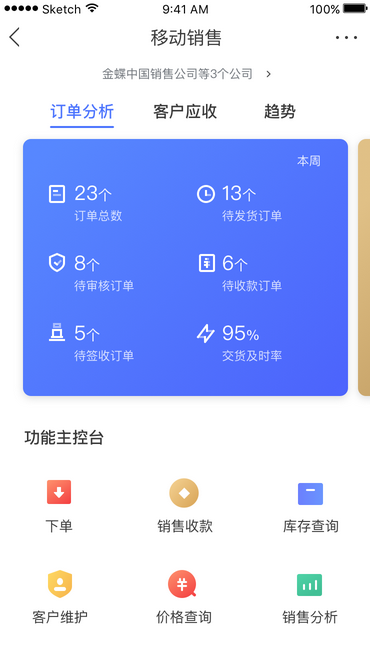 Sketch 9:41 AM 100%
移动销售
金蝶中国销售公司等3个公司
订单分析 客户应收 趋势
本周
23个 13个
订单总数 待发货订单
8个 6个
待审核订单 待收款订单
5个 95%
待签收订单 交货及时率
功能主控台
下单 销售收款 库存查询
客户维护 价格查询 销售分析